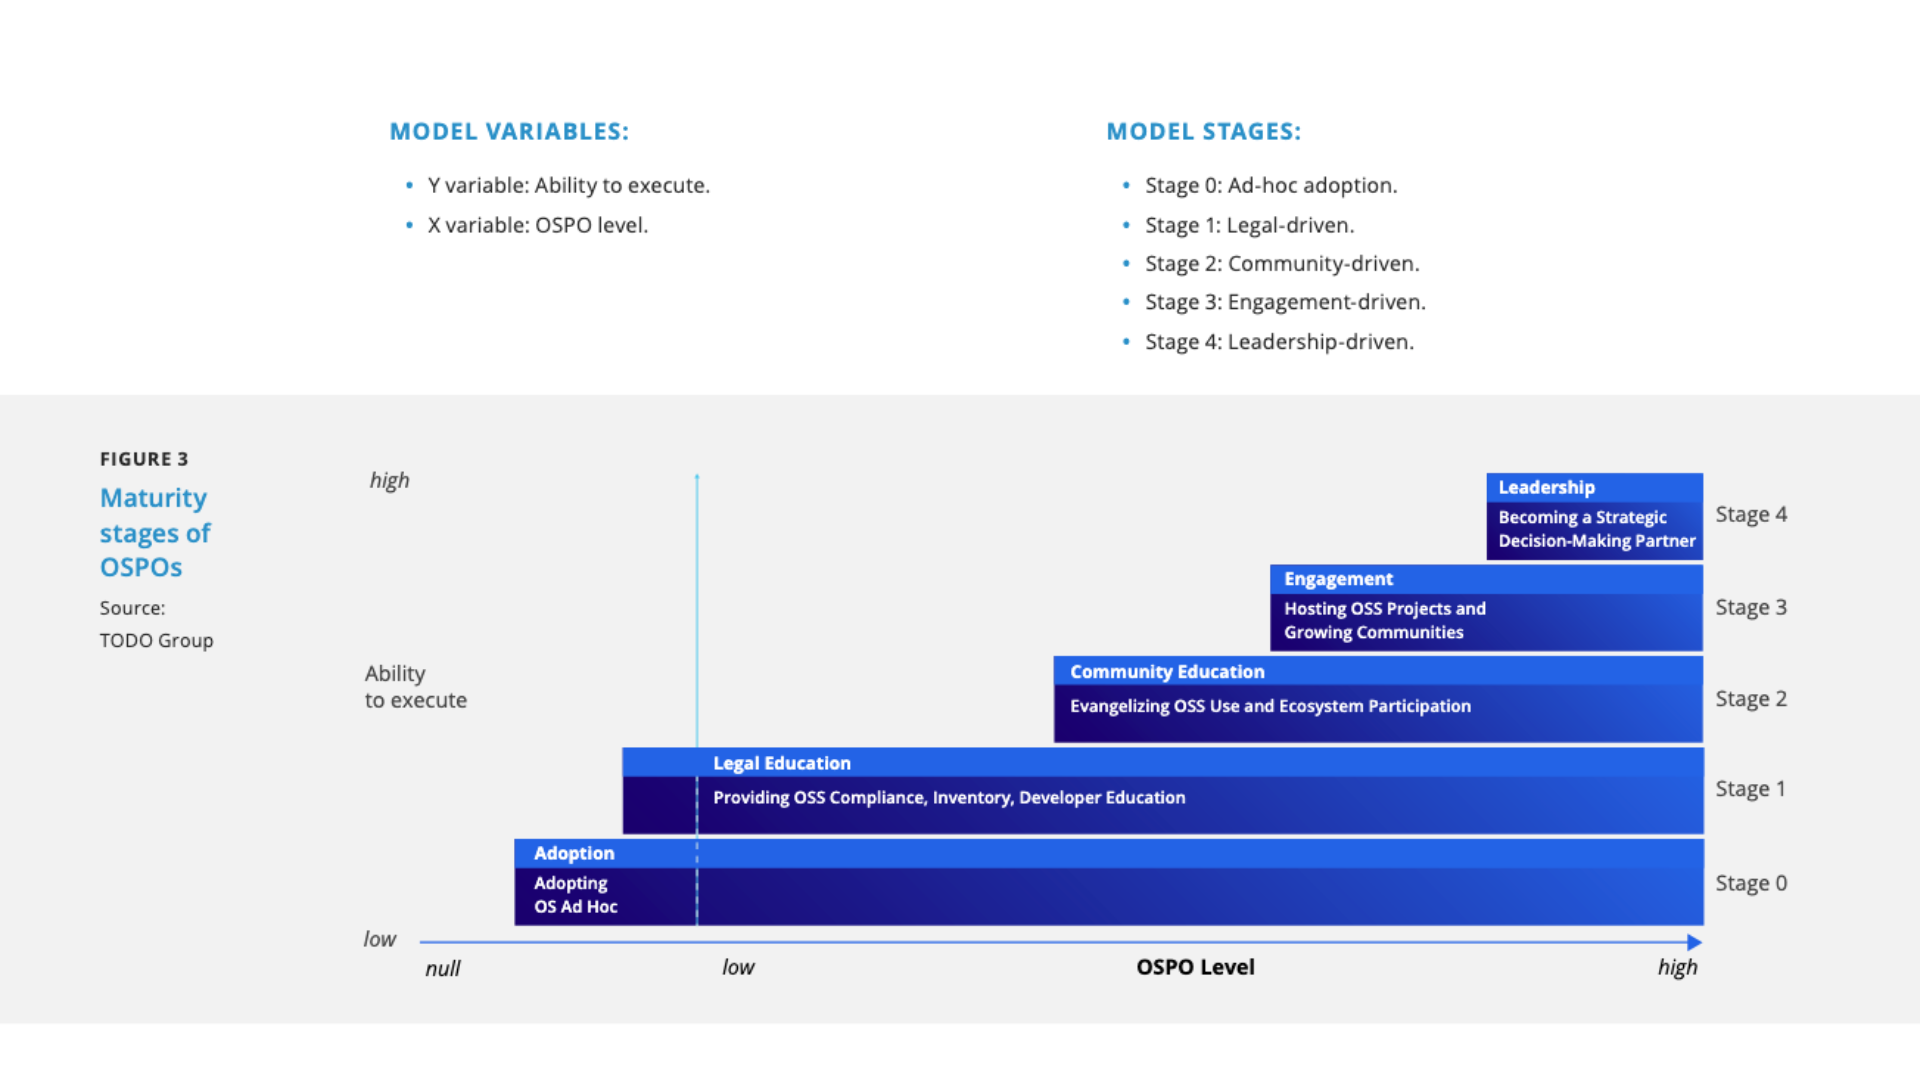 MODEL VARIABLES:
• Y variable: Ability to execute.
• X variable: OSPO level.
MODEL STAGES:
• Stage 0: Ad-hoc adoption.
• Stage 1: Legal-driven.
• Stage 2: Community-driven.
• Stage 3: Engagement-driven.
• Stage 4: Leadership-driven.
FIGURE 3
Maturity
stages of
OSPOs
Source:
TODO Group
high
Ability
to execute
low
Leadership
Becoming a Strategic
Decision-Making Partner
Stage 4
Engagement
Hosting OSS Projects and
Growing Communities
Stage 3
Community Education
Evangelizing OSS Use and Ecosystem Participation
Stage 2
Legal Education
Providing OSS Compliance, Inventory, Developer Education
Stage 1
Adoption
Adopting
OS Ad Hoc
Stage 0
null
low
OSPO Level
high